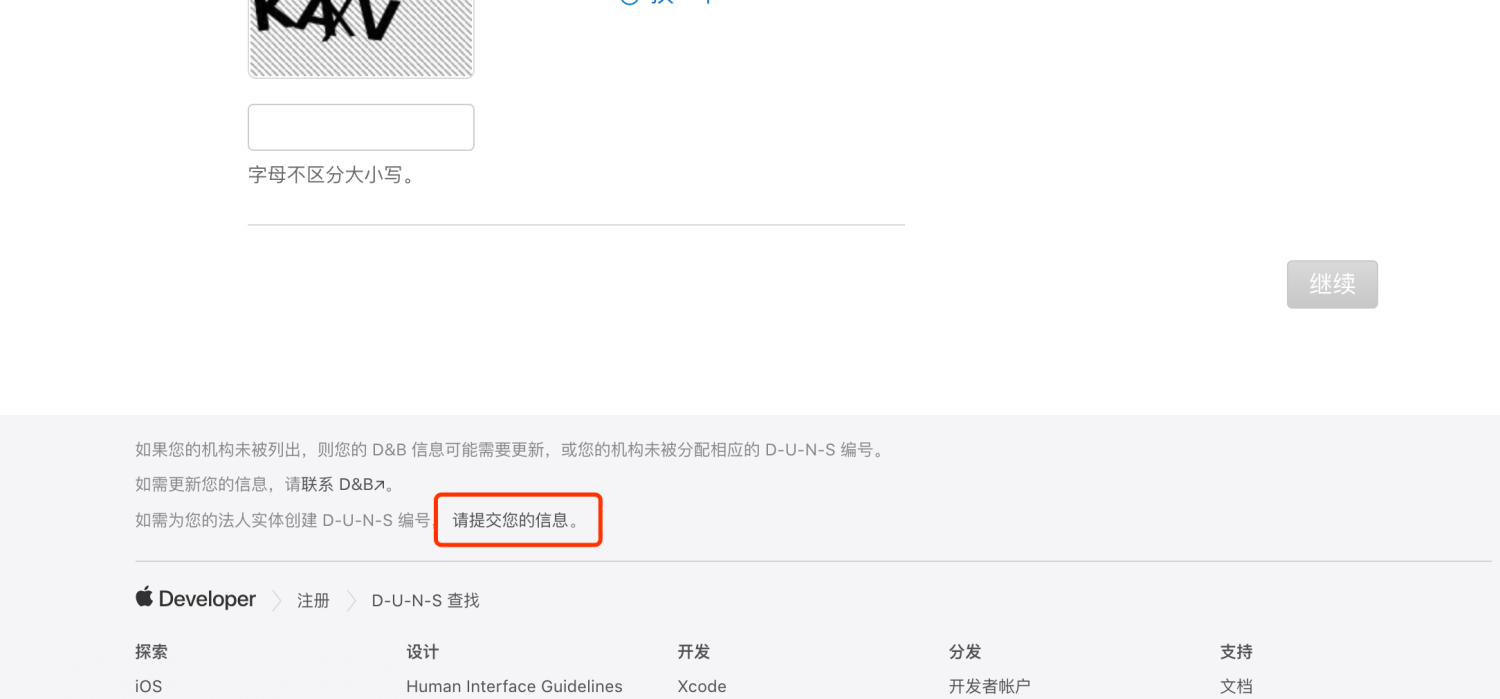 字母不区分大小写。
继续
如果您的机构未被列出，则您的 D&B 信息可能需要更新，或您的机构未被分配相应的 D-U-N-S 编号。
如需更新您的信息，请联系 D&B↗。
如需为您的法人实体创建 D-U-N-S 编号，请提交您的信息。
Developer 注册 D-U-N-S 查找
探索 设计 开发 分发 支持
iOS Human Interface Guidelines Xcode 开发者帐户 文档